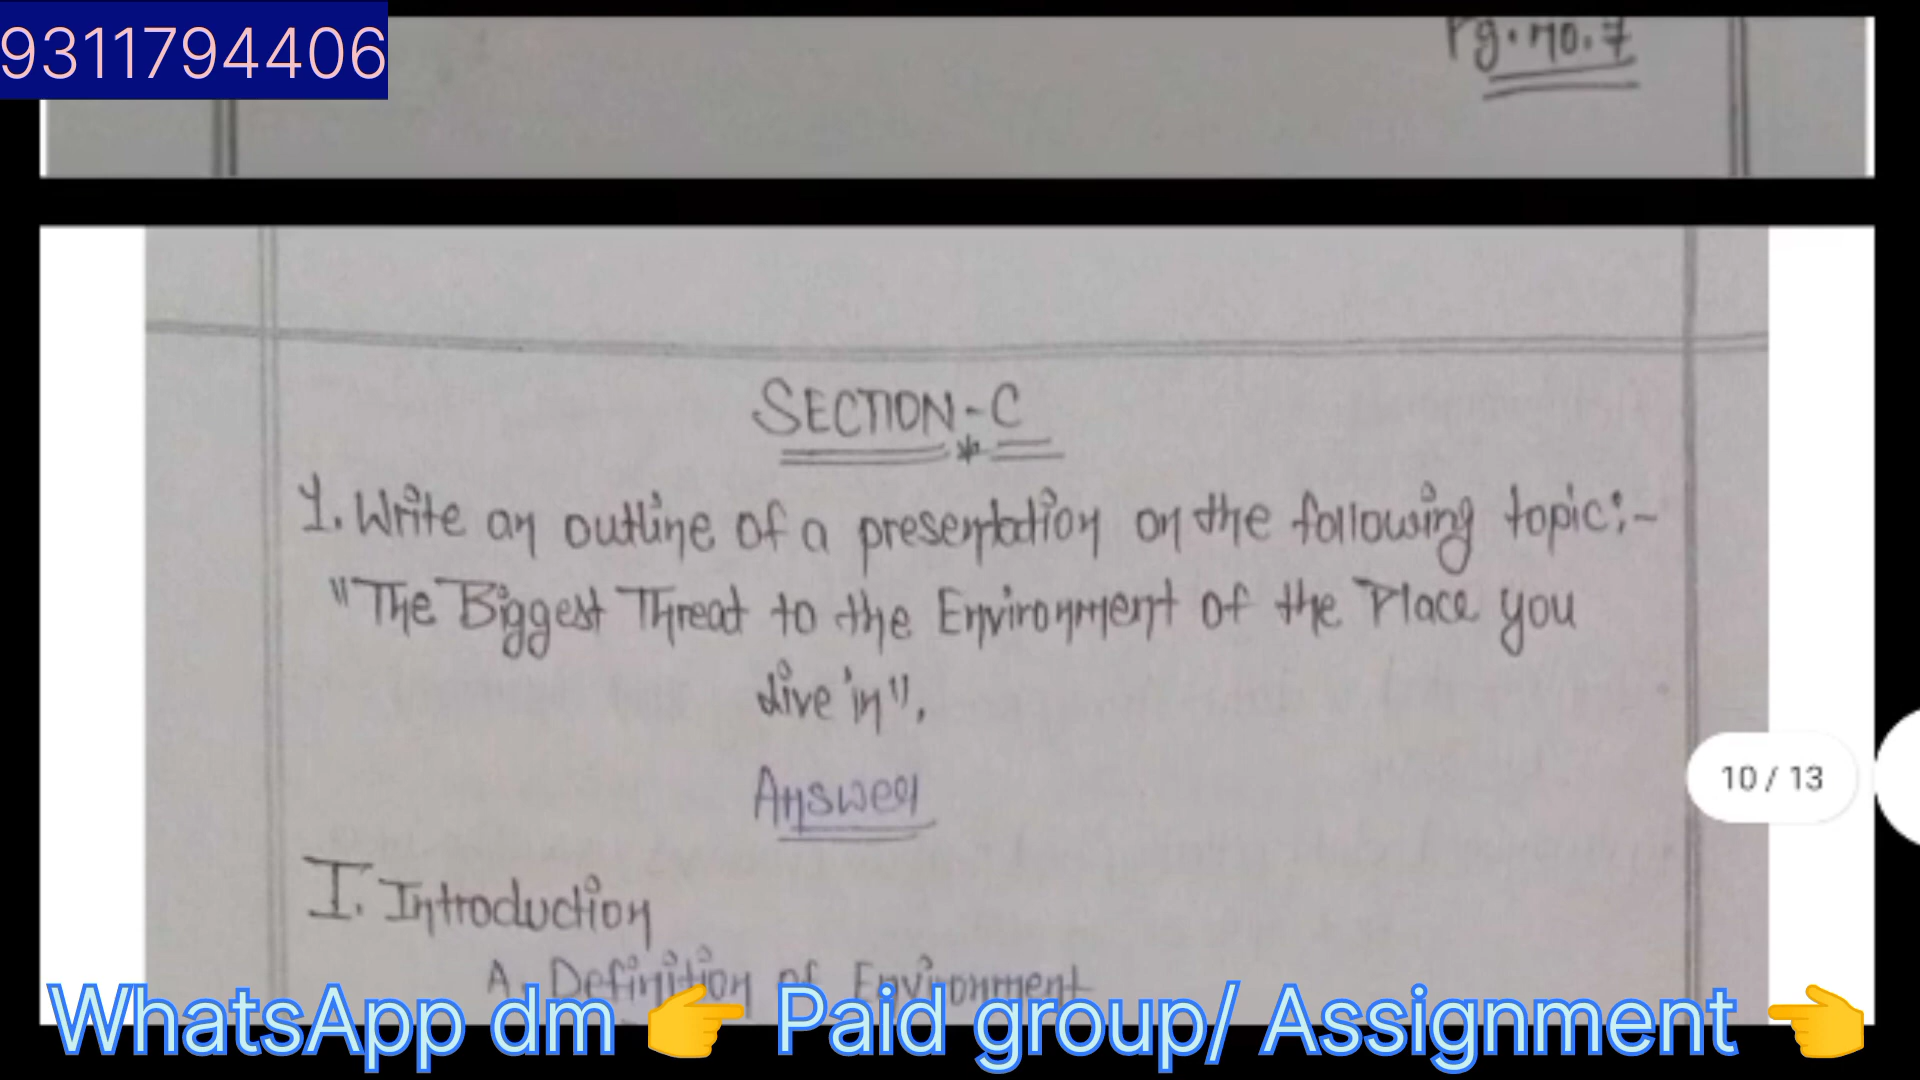 9311794406
Pg. no. 7
SECTION-C
1. Write an outline of a presentation on the following topic:-
"The Biggest Threat to the Environment of the Place you
live in".
Answer
10 / 13
I. Introduction
A. Definition of Environment
WhatsApp dm 👉 Paid group/ Assignment 👈